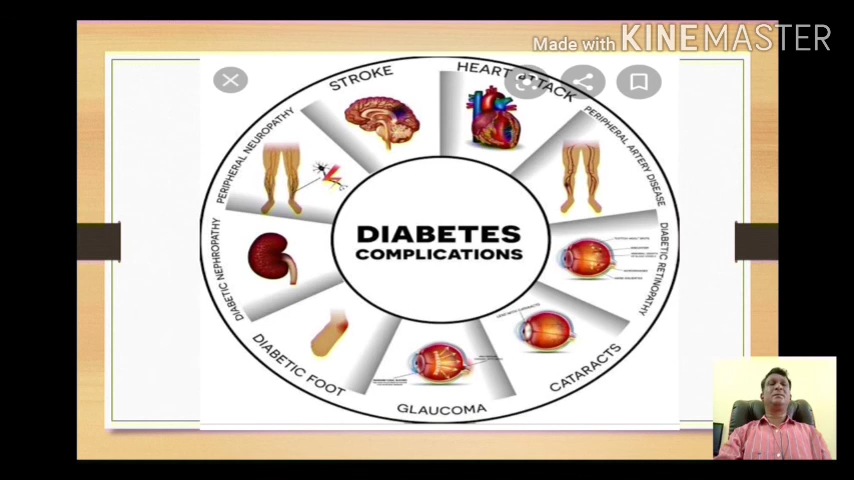 Made with KINEMASTER
STROKE
HEART ATTACK
PERIPHERAL NEUROPATHY
PERIPHERAL ARTERY DISEASE
DIABETES
COMPLICATIONS
DIABETIC NEPHROPATHY
DIABETIC RETINOPATHY
DIABETIC FOOT
CATARACTS
GLAUCOMA